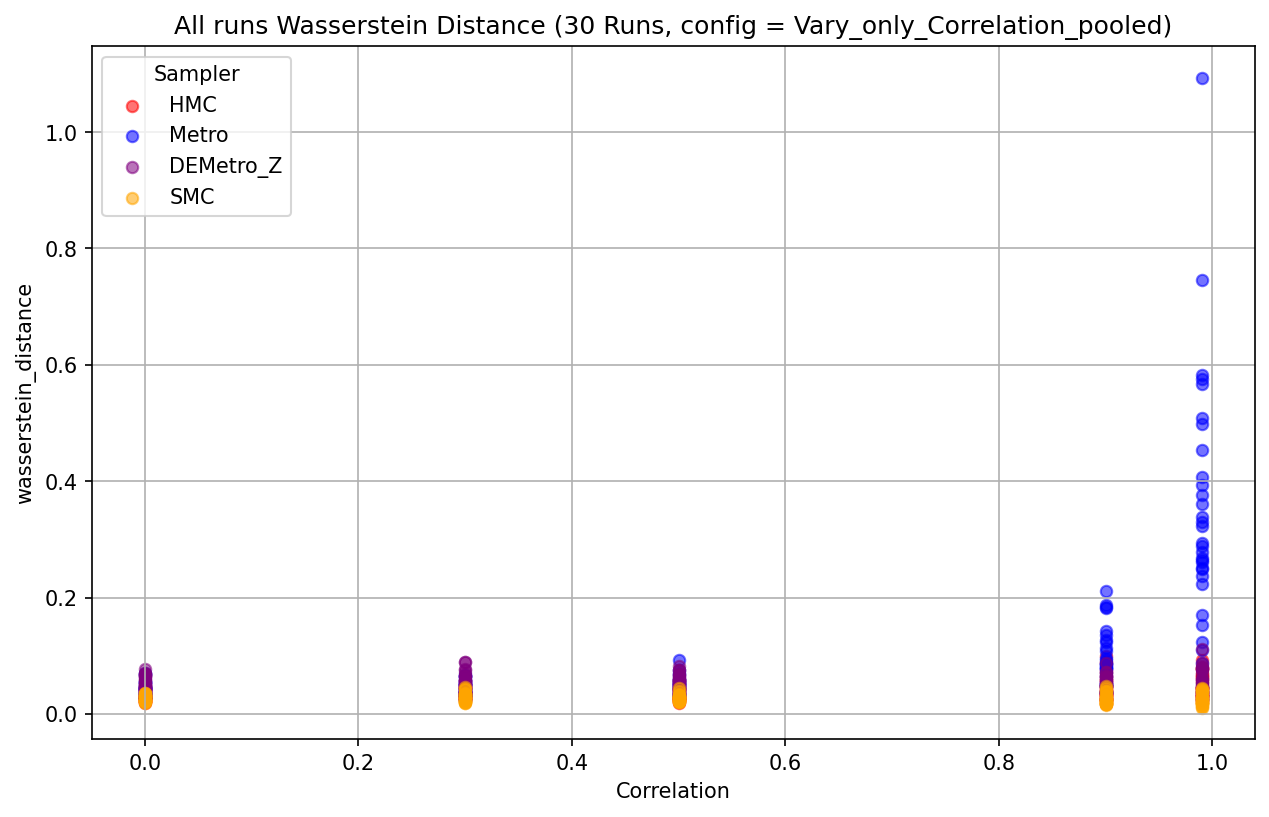 All runs Wasserstein Distance (30 Runs, config = Vary_only_Correlation_pooled)
Sampler
HMC
Metro
DEMetro_Z
SMC
wasserstein_distance
1.0
0.8
0.6
0.4
0.2
0.0
0.0 0.2 0.4 0.6 0.8 1.0
Correlation